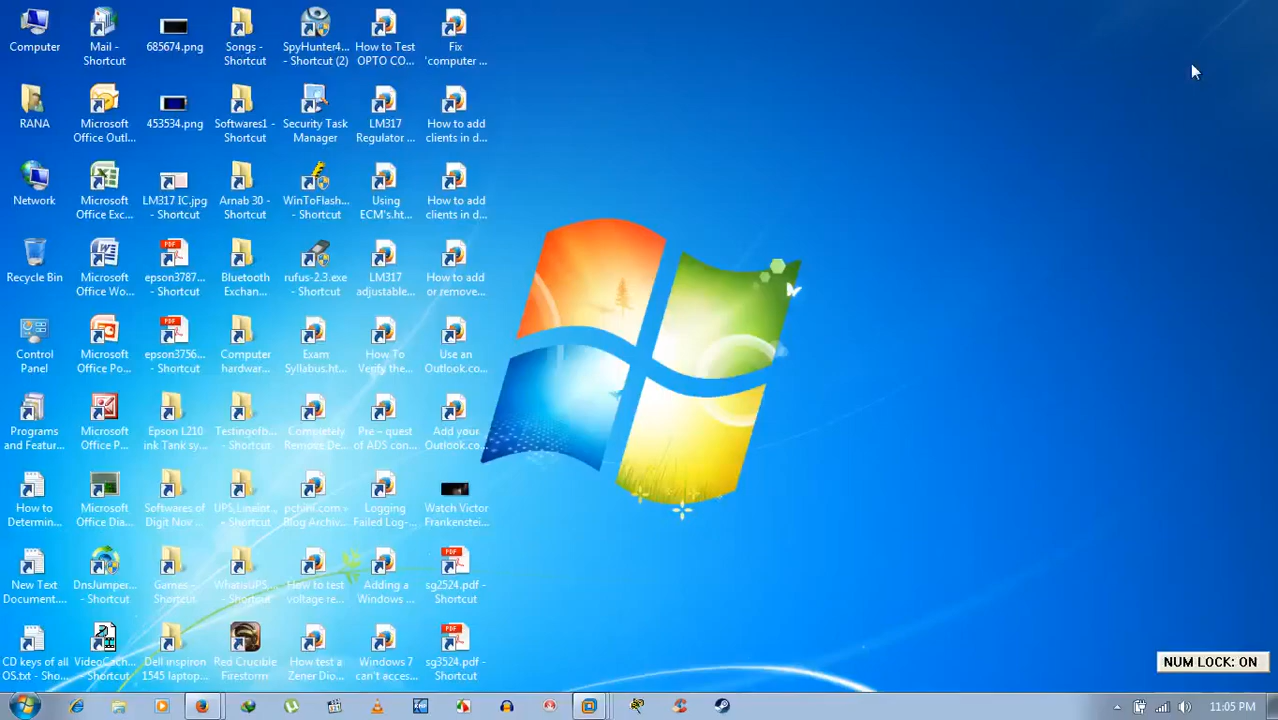 Computer
Mail -
Shortcut
685674.png
Songs -
Shortcut
SpyHunter4...
- Shortcut (2)
How to Test
OPTO CO...
Fix
'computer ...
RANA
Microsoft
Office Outl...
453534.png
Softwares1 -
Shortcut
Security Task
Manager
LM317
Regulator ...
How to add
clients in d...
Network
Microsoft
Office Exc...
LM317 IC.jpg
- Shortcut
Arnab 30 -
Shortcut
WinToFlash...
- Shortcut
Using
ECM's.ht...
How to add
clients in d...
Recycle Bin
Microsoft
Office Wo...
epson3787...
- Shortcut
Bluetooth
Exchan...
rufus-2.3.exe
- Shortcut
LM317
adjustable...
How to add
or remove...
Control
Panel
Microsoft
Office Po...
epson3756...
- Shortcut
Computer
hardwar...
Exam
Syllabus.ht...
How To
Verify the...
Use an
Outlook.co...
Programs
and Featur...
Microsoft
Office P...
Epson L210
ink Tank sy...
- Shortcut
Completely
Remove De...
Pre – quest
of ADS con...
Add your
Outlook.co...
How to
Determin...
Microsoft
Office Dia...
Softwares of
Digit Nov ...
- Shortcut
Blog Archiv...
Logging
Failed Log-...
Watch Victor
Frankenstei...
New Text
Document....
DnsJumper...
- Shortcut
Games -
Shortcut
WhatisUPS...
- Shortcut
How to test
voltage re...
Adding a
Windows ...
sg2524.pdf -
Shortcut
CD keys of all
OS.txt - Sho...
VideoCach...
- Shortcut
Dell inspiron
1545 laptop...
Red Crucible
Firestorm
How test a
Zener Dio...
Windows 7
can't acces...
sg3524.pdf -
Shortcut
NUM LOCK: ON
11:05 PM